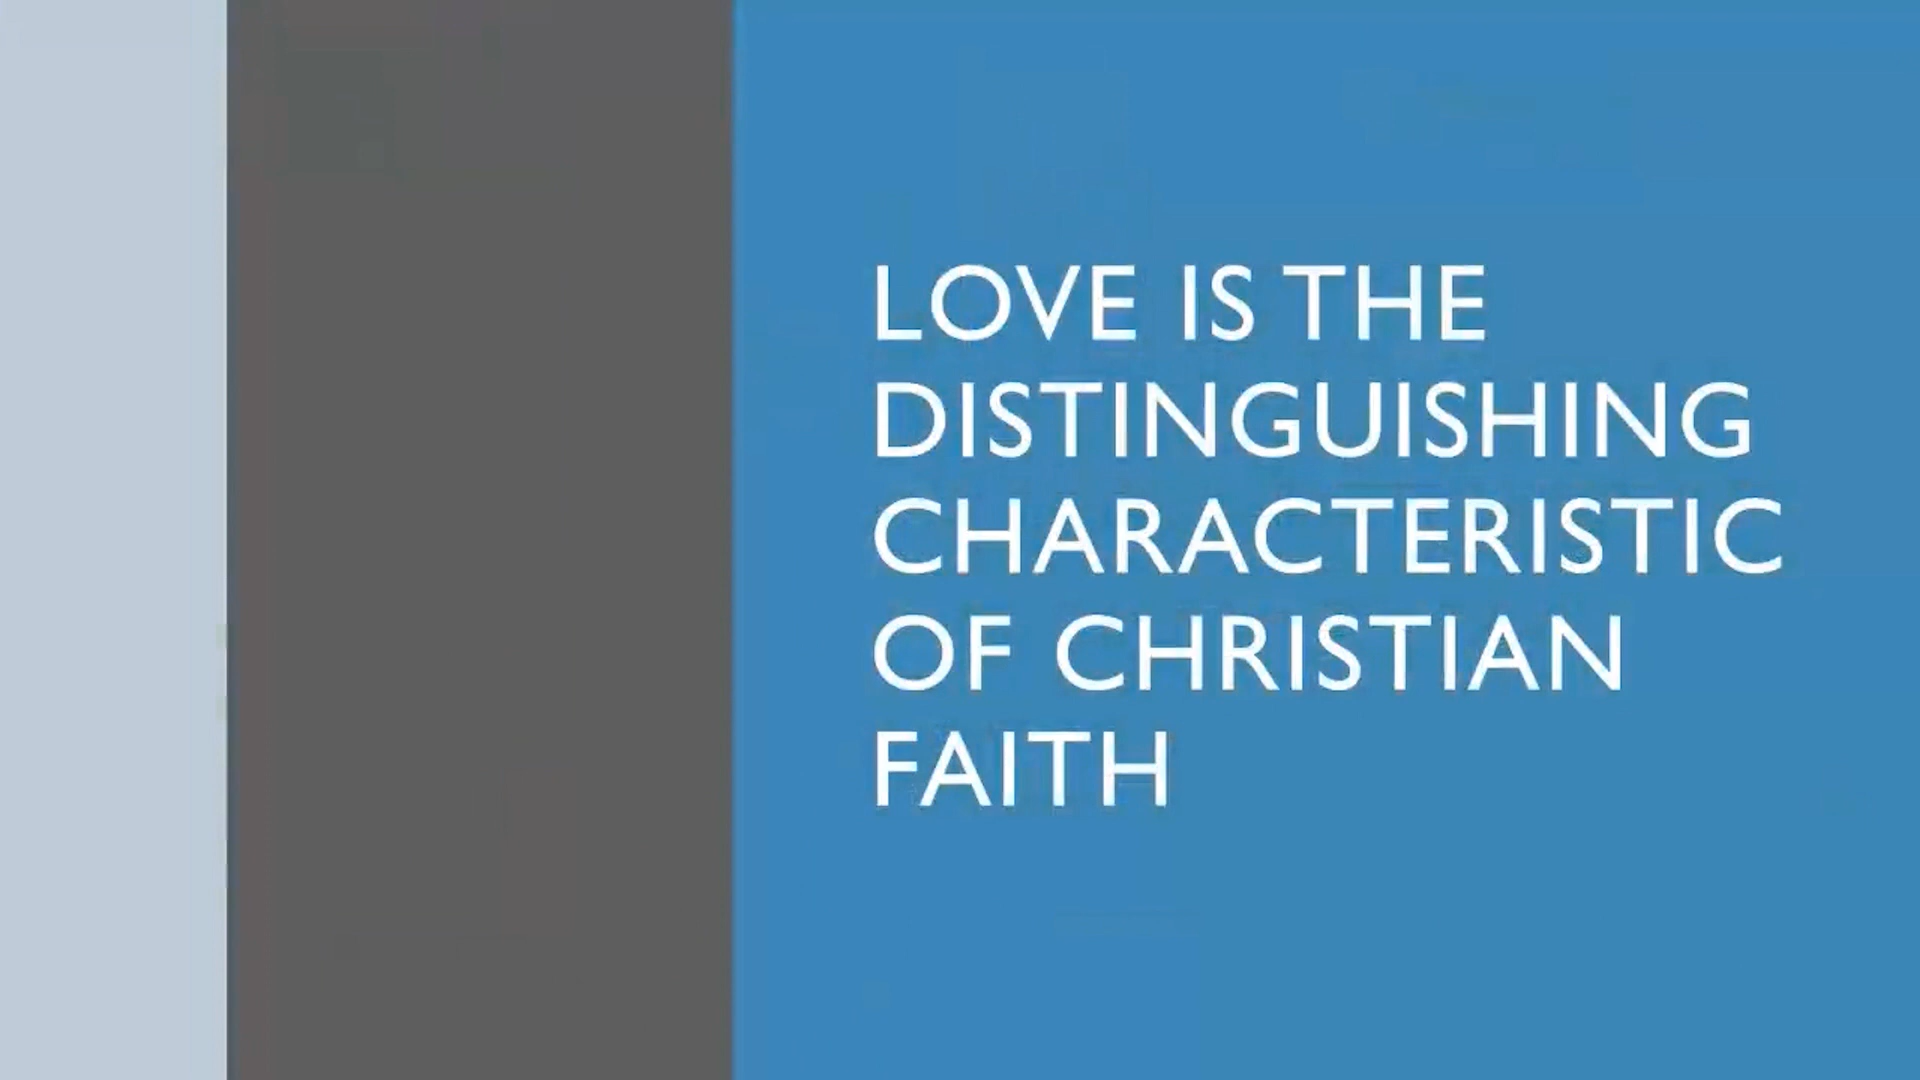 LOVE IS THE
DISTINGUISHING
CHARACTERISTIC
OF CHRISTIAN
FAITH